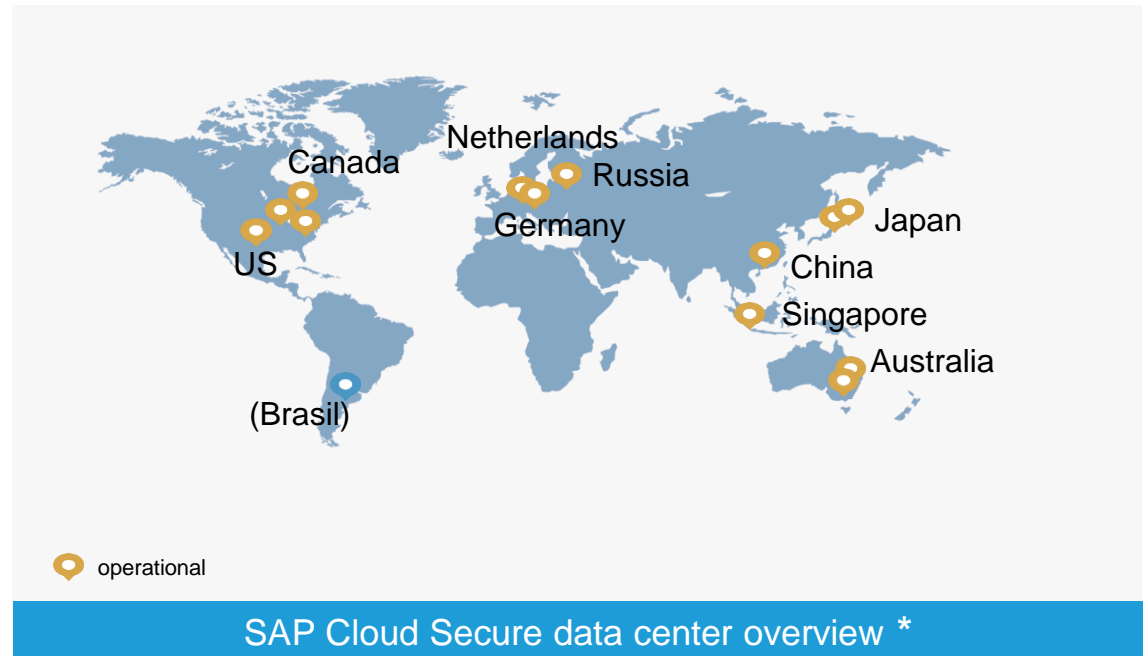 Netherlands
Canada
Russia
Germany
Japan
US
China
Singapore
Australia
(Brasil)
operational
SAP Cloud Secure data center overview *